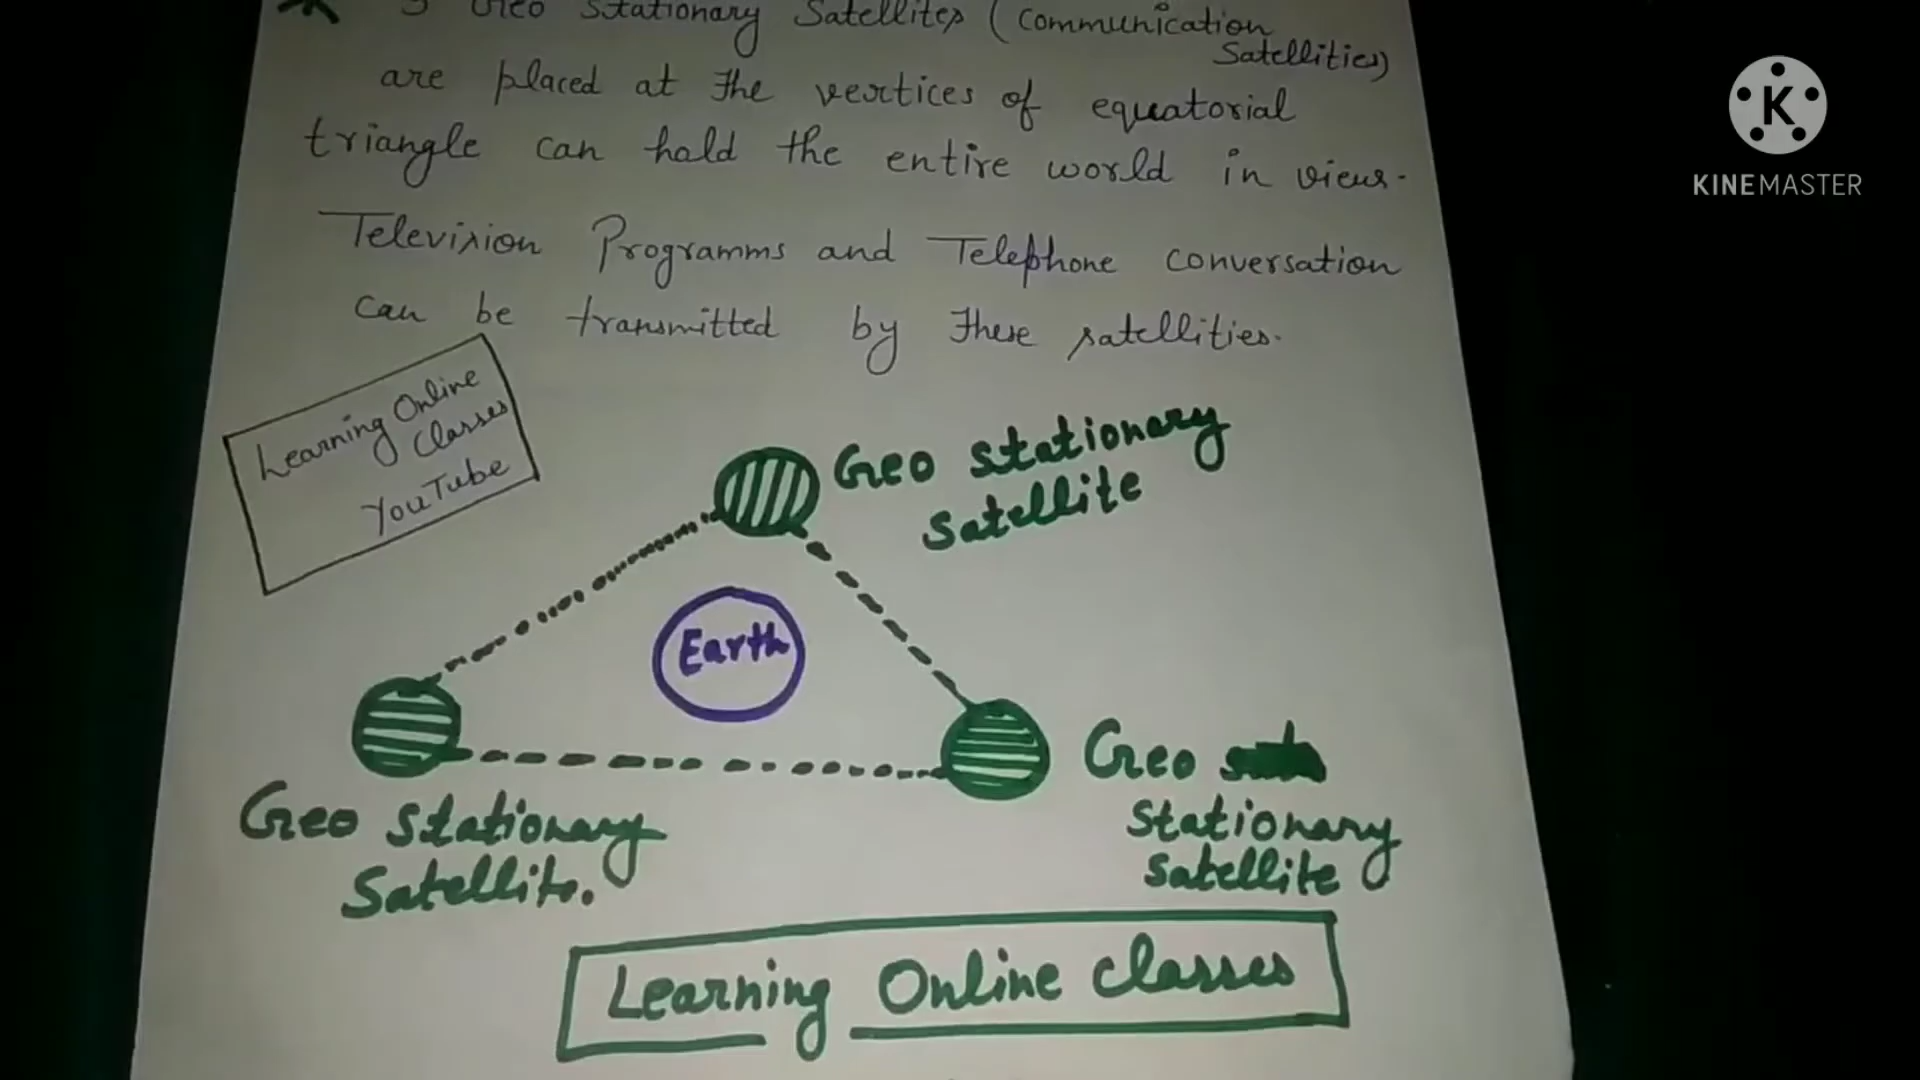 3 Geo Stationary Satellites (Communication
Satellities)
are placed at the vertices of equatorial
triangle can hold the entire world in view.
Television Programms and Telephone conversation
can be transmitted by these satellities.
Learning Online
Classes
YouTube
Geo stationary
Satellite
Earth
Geo stationary
Satellite.
Geo
Stationary
Satellite
Learning Online Classes
K
KINEMASTER